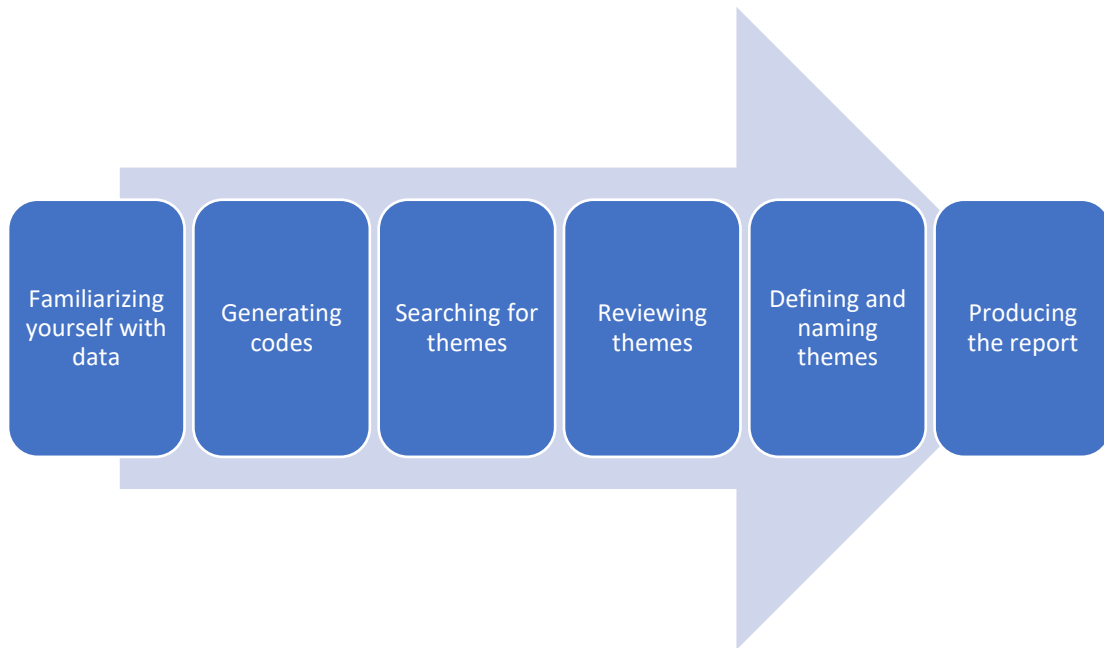 Familiarizing
yourself with
data
Generating
codes
Searching for
themes
Reviewing
themes
Defining and
naming
themes
Producing
the report